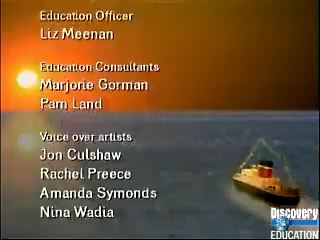 Education Officer
Liz Meenan
Education Consultants
Marjorie Gorman
Pam Land
Voice over artists
Jon Culshaw
Rachel Preece
Amanda Symonds
Nina Wadia
Discovery
EDUCATION